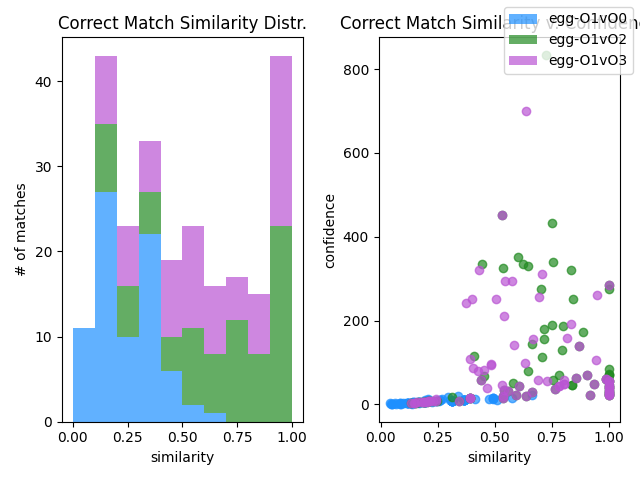 Correct Match Similarity Distr.
# of matches
0
10
20
30
40
0.00
0.25
0.50
0.75
1.00
similarity
Correct Match Similarity
egg-O1vO0
egg-O1vO2
egg-O1vO3
confidence
0
200
400
600
800
0.00
0.25
0.50
0.75
1.00
similarity